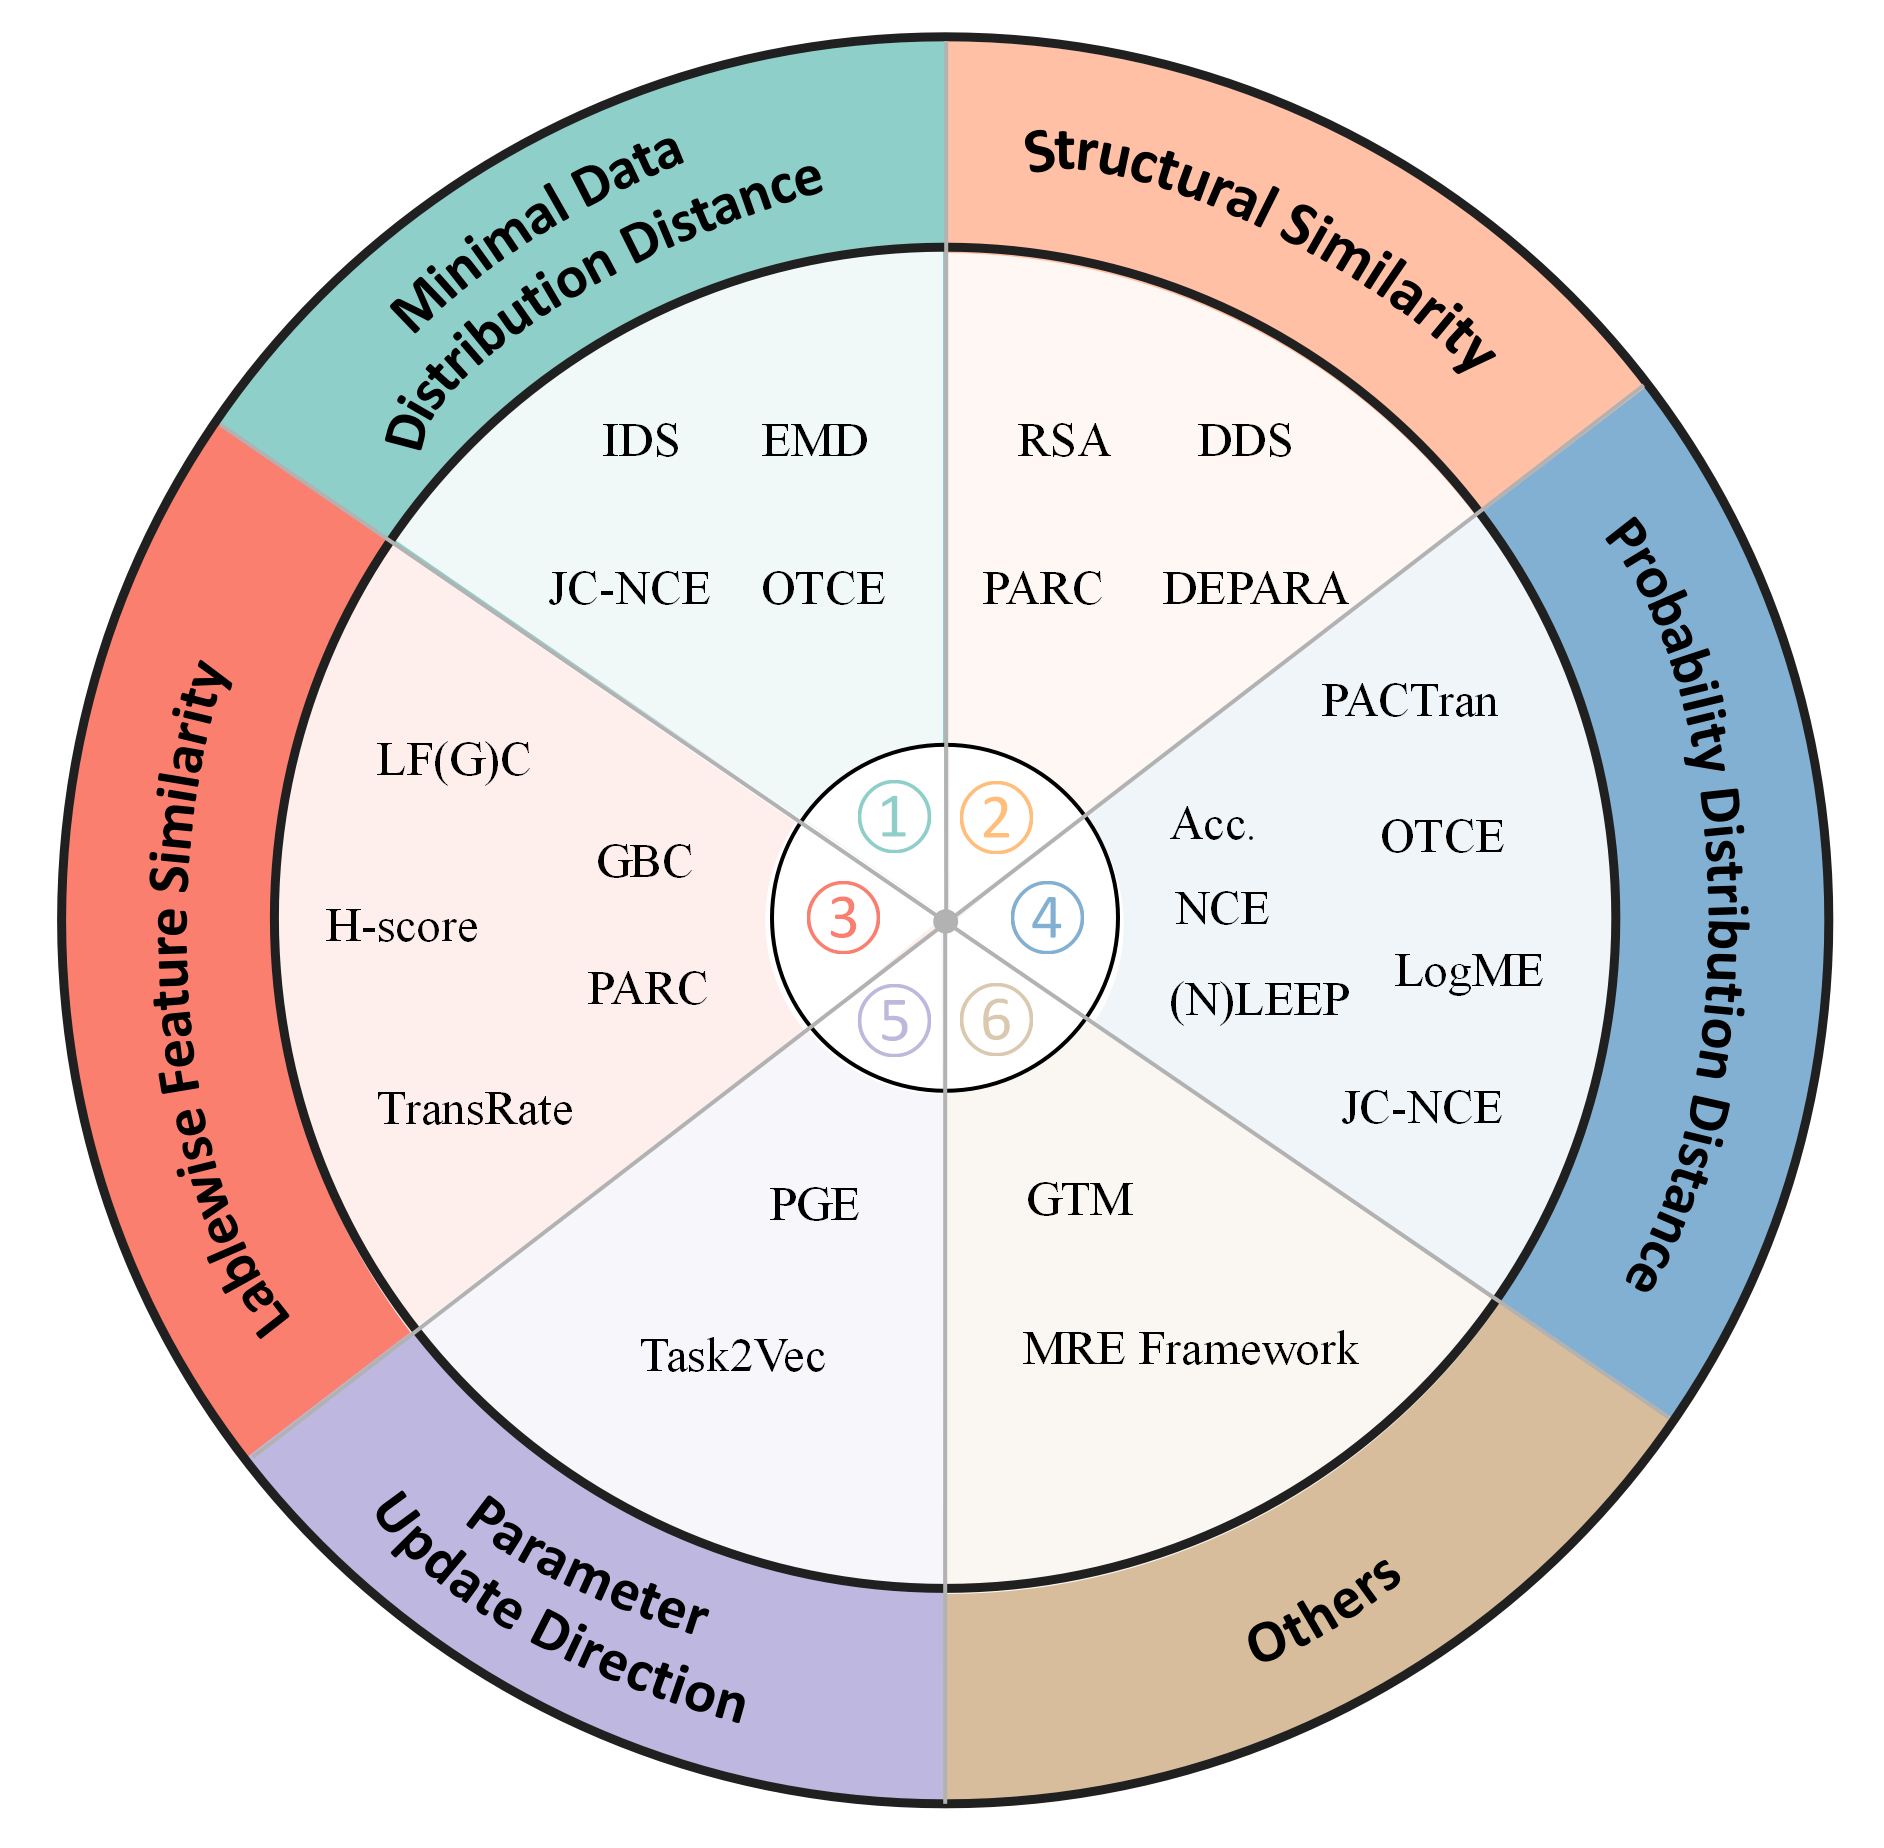 Minimal Data
Distribution Distance
Structural Similarity
IDS EMD
JC-NCE OTCE
RSA DDS
PARC DEPARA
Lablewise Feature Similarity
LF(G)C
GBC
H-score
PARC
TransRate
1
2
3
4
5
6
PACTran
Acc.
OTCE
NCE
LogME
(N)LEEP
JC-NCE
Probability Distribution Distance
PGE
Task2Vec
GTM
MRE Framework
Parameter
Update Direction
Others